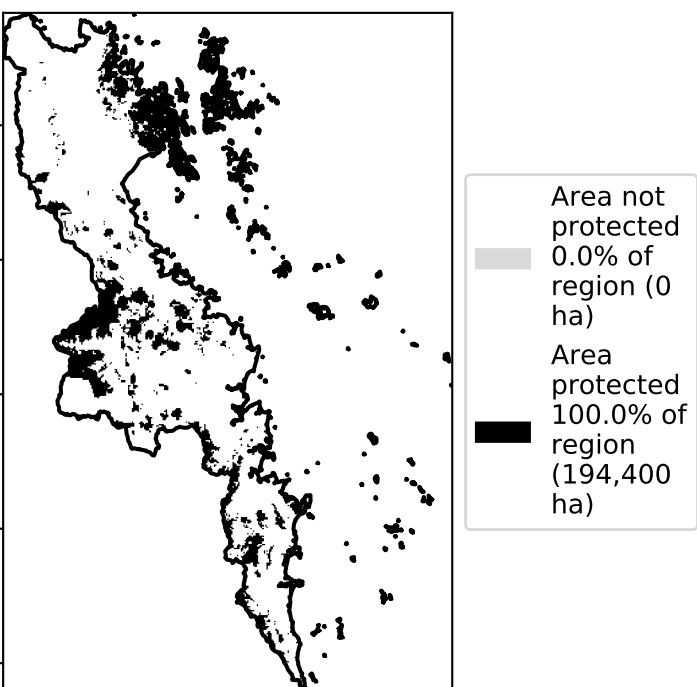 Area not
protected
0.0% of
region (0
ha)
Area
protected
100.0% of
region
(194,400
ha)